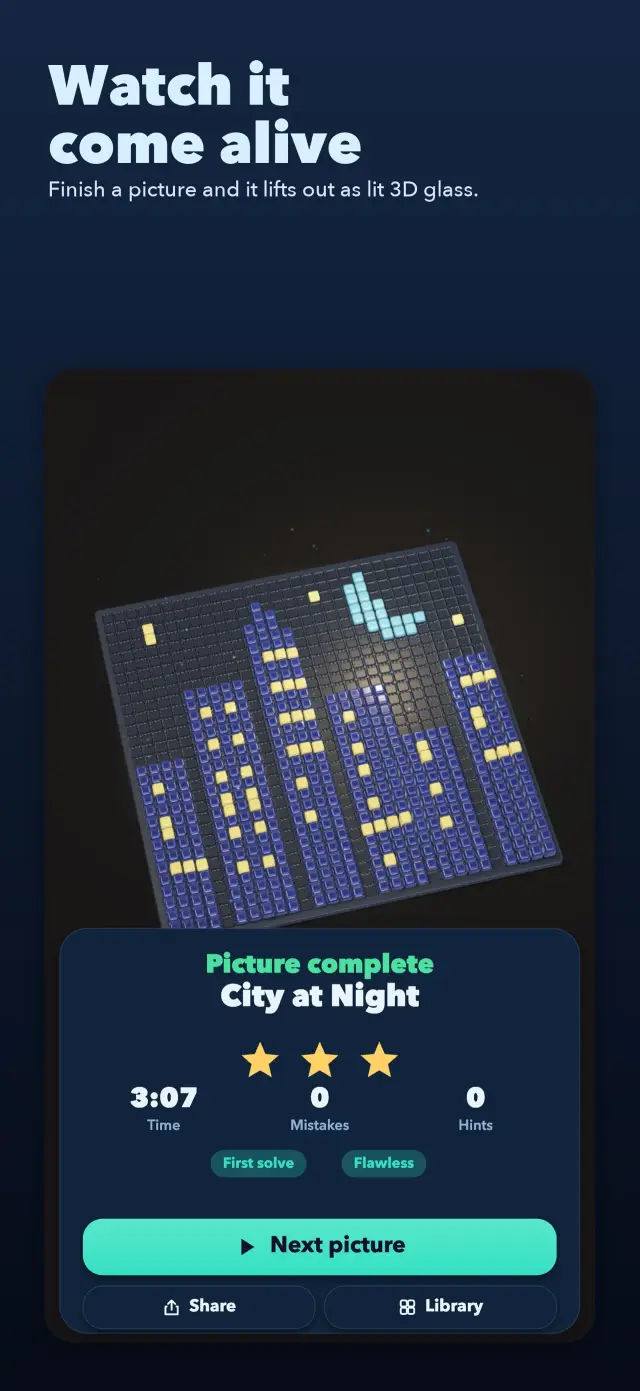 Watch it
come alive
Finish a picture and it lifts out as lit 3D glass.
Picture complete
City at Night
3:07 0 0
Time Mistakes Hints
First solve Flawless
Next picture
Share Library